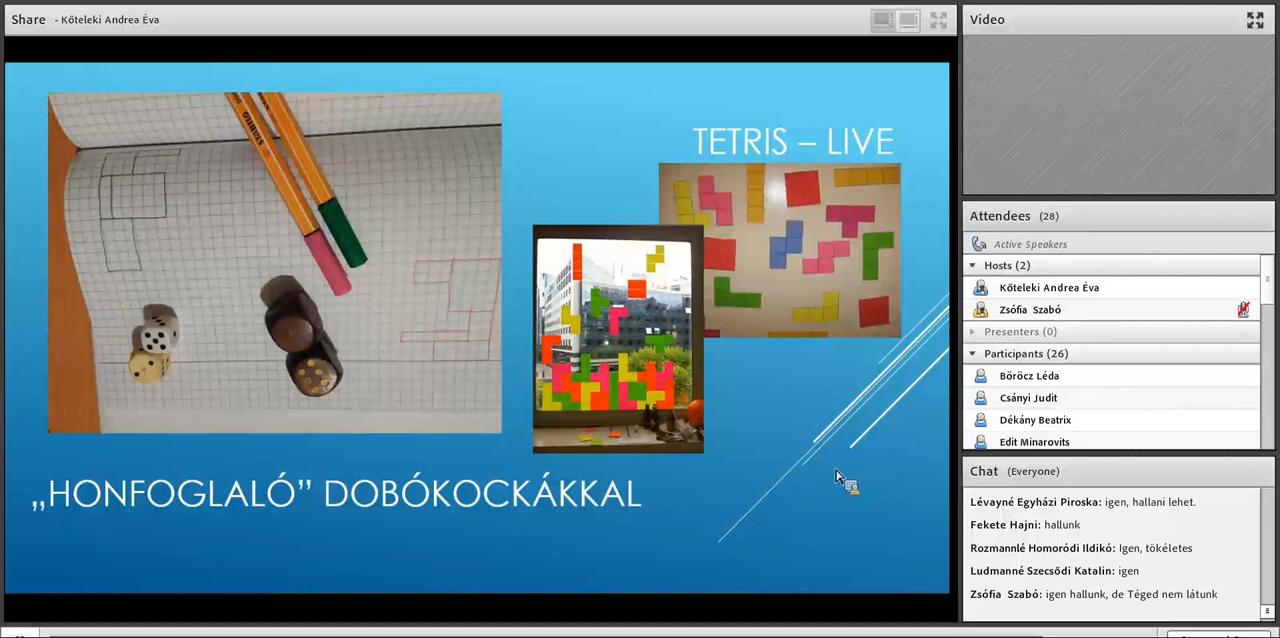 Share - Kőteleki Andrea Éva
TETRIS – LIVE
STABILO
„HONFOGLALÓ” DOBÓKOCKÁKKAL
Video
Attendees (28)
Active Speakers
Hosts (2)
Kőteleki Andrea Éva
Zsófia Szabó
Presenters (0)
Participants (26)
Böröcz Léda
Csányi Judit
Dékány Beatrix
Edit Minarovits
Chat (Everyone)
Lévayné Egyházi Piroska: igen, hallani lehet.
Fekete Hajni: hallunk
Rozmannlé Homoródi Ildikó: Igen, tökéletes
Ludmanné Szecsődi Katalin: igen
Zsófia Szabó: igen hallunk, de Téged nem látunk